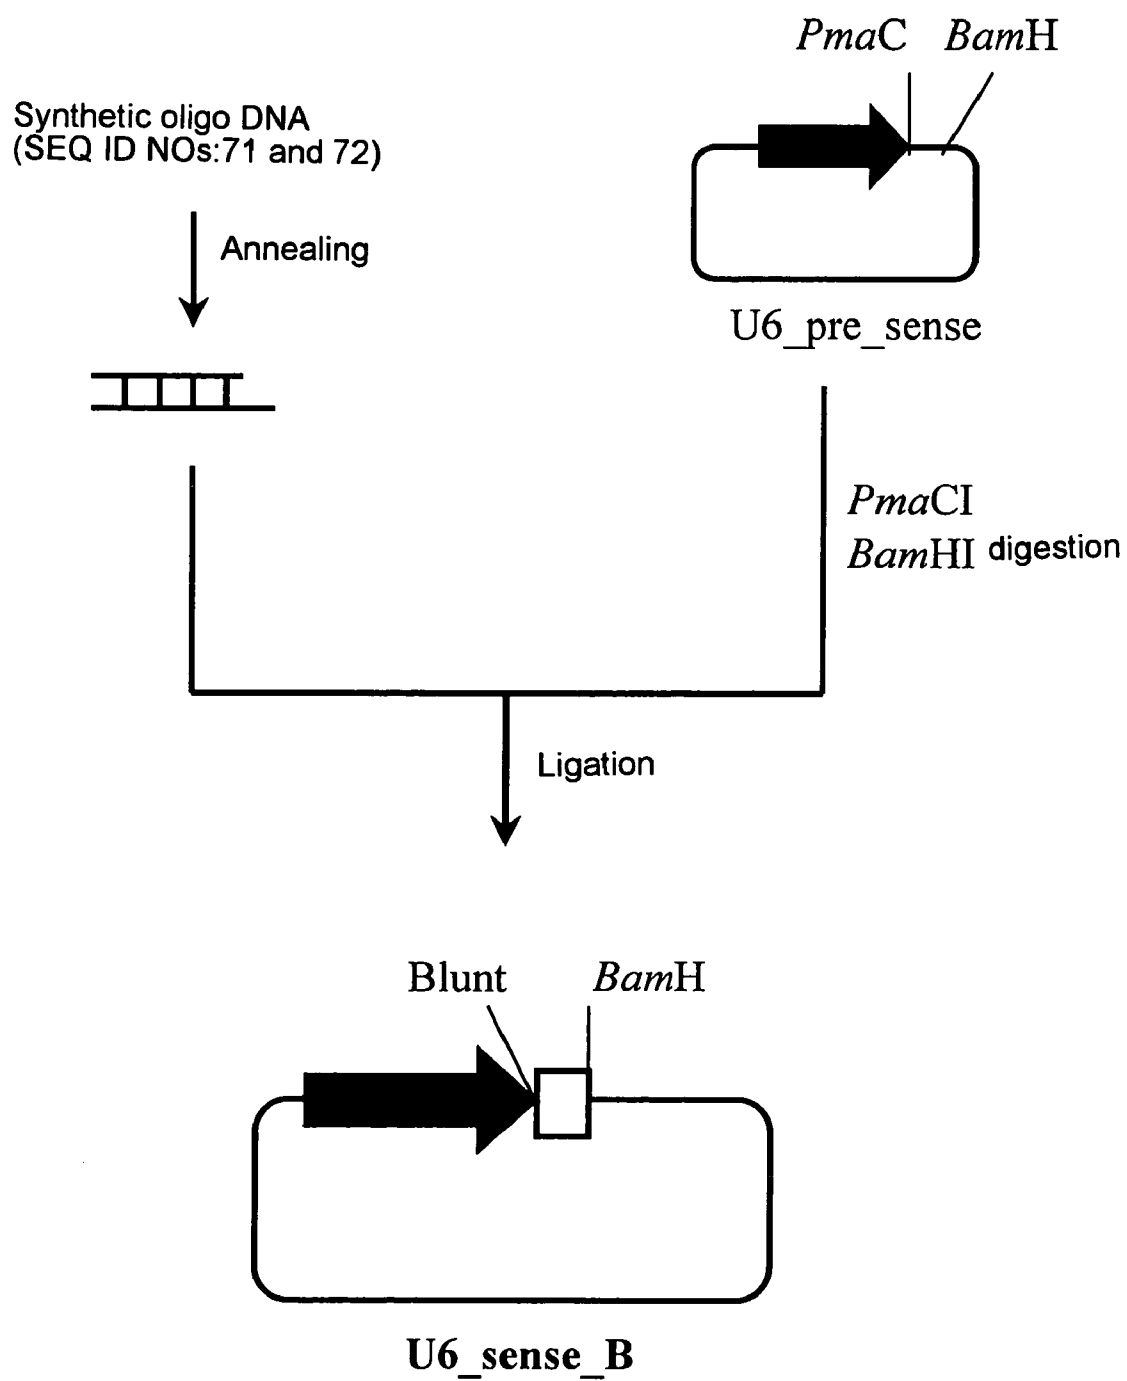 PmaC BamH
Synthetic oligo DNA
(SEQ ID NOs:71 and 72)
Annealing
U6_pre_sense
PmaCI
BamHI digestion
Ligation
Blunt BamH
U6_sense_B